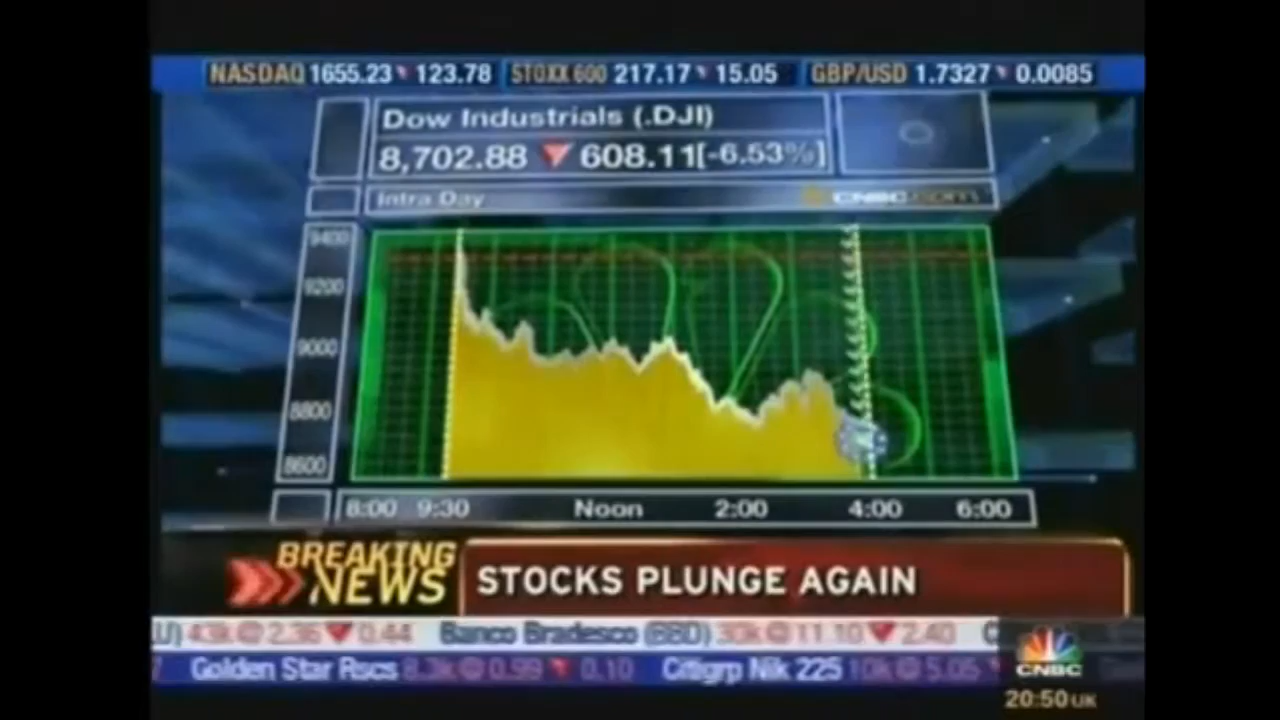 NASDAQ 1655.23 ▼ 123.78 STOXX 600 217.17 ▼ 15.05 GBP/USD 1.7327 ▼ 0.0085
Dow Industrials (.DJI)
8,702.88 ▼ 608.11[-6.53%]
Intra Day CNBC.com
9400
9200
9000
8800
8600
8:00 9:30 Noon 2:00 4:00 6:00
BREAKING NEWS
STOCKS PLUNGE AGAIN
43k@2.36▼0.44 Banco Bradesco (BBD) 30k@11.10▼2.40
Golden Star Rscs 8.3k@0.99 ▼ 0.10 Citigrp Nik 225 10k@5.05
CNBC
20:50UK